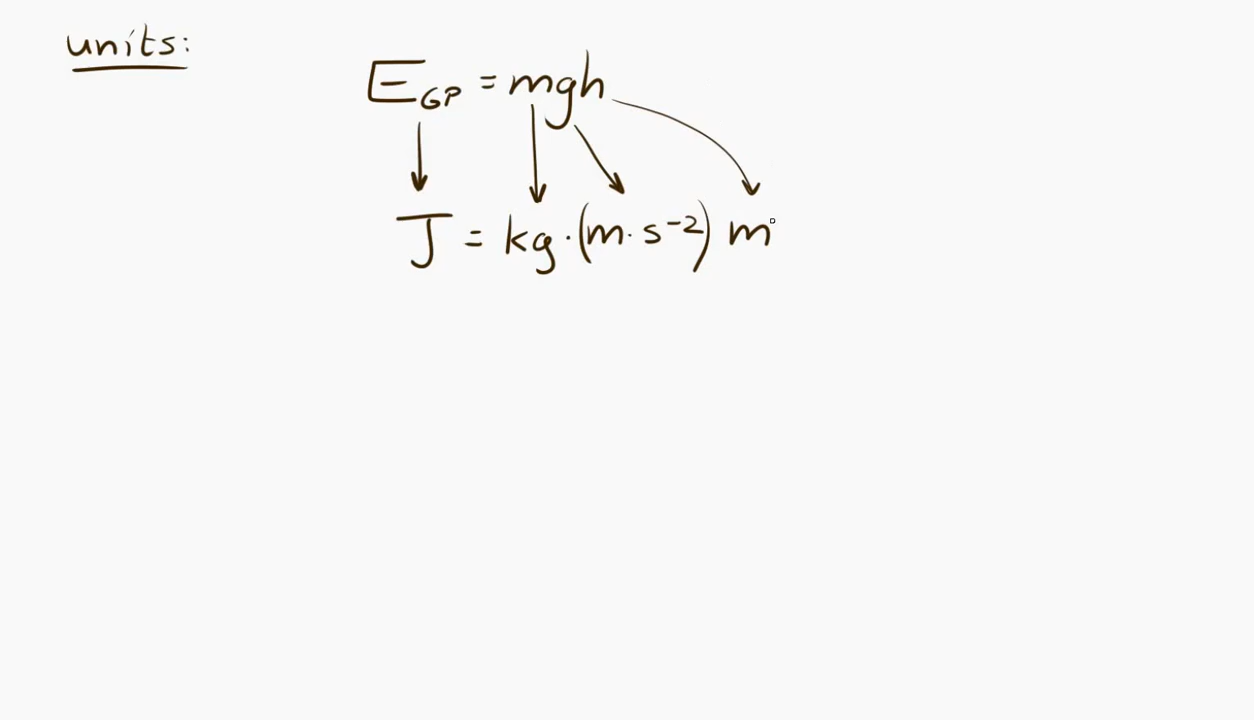 units:
E_GP = mgh
J = kg·(m·s⁻²) m